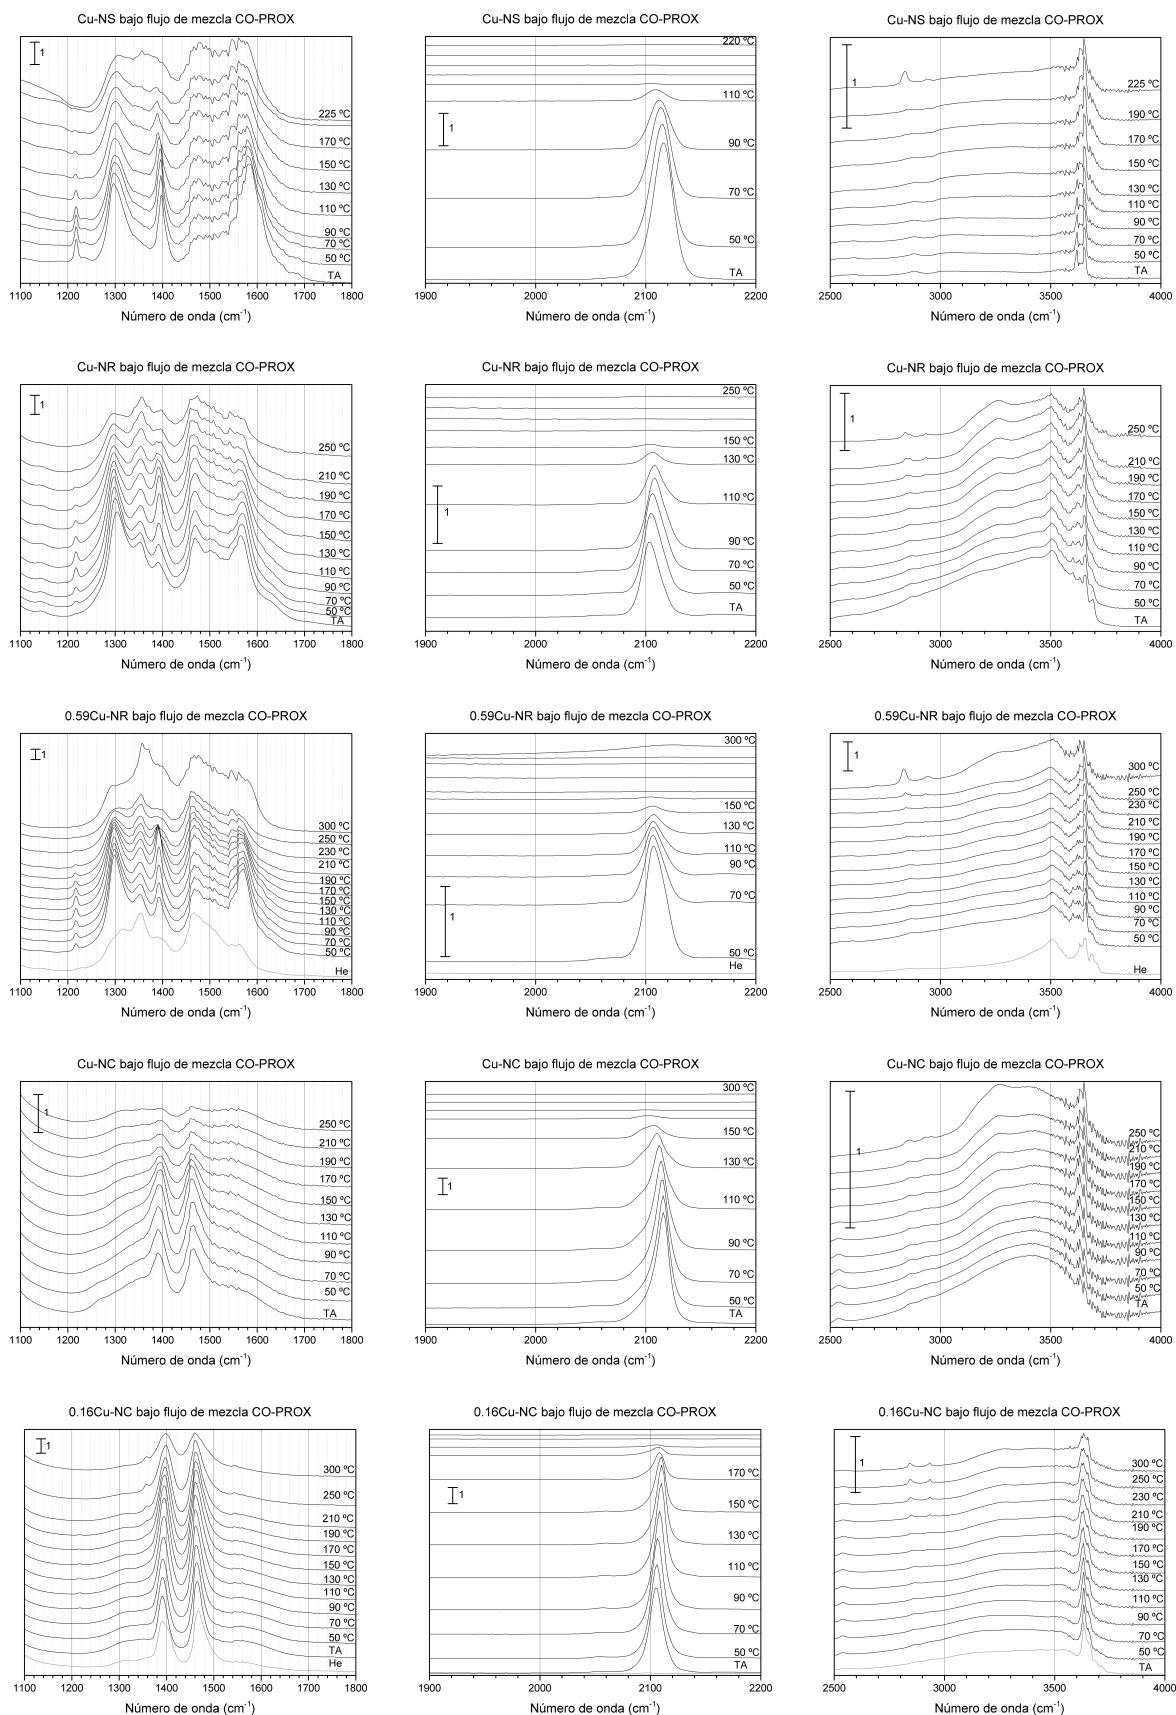 Cu-NS bajo flujo de mezcla CO-PROX
1
225 ºC
170 ºC
150 ºC
130 ºC
110 ºC
90 ºC
70 ºC
50 ºC
TA
1100 1200 1300 1400 1500 1600 1700 1800
Número de onda (cm-1)
Cu-NS bajo flujo de mezcla CO-PROX
220 ºC
110 ºC
1
90 ºC
70 ºC
50 ºC
TA
1900 2000 2100 2200
Número de onda (cm-1)
Cu-NS bajo flujo de mezcla CO-PROX
1
225 ºC
190 ºC
170 ºC
150 ºC
130 ºC
110 ºC
90 ºC
70 ºC
50 ºC
TA
2500 3000 3500 4000
Número de onda (cm-1)
Cu-NR bajo flujo de mezcla CO-PROX
1
250 ºC
210 ºC
190 ºC
170 ºC
150 ºC
130 ºC
110 ºC
90 ºC
70 ºC
50 ºC
TA
1100 1200 1300 1400 1500 1600 1700 1800
Número de onda (cm-1)
Cu-NR bajo flujo de mezcla CO-PROX
250 ºC
150 ºC
130 ºC
1
110 ºC
90 ºC
70 ºC
50 ºC
TA
1900 2000 2100 2200
Número de onda (cm-1)
Cu-NR bajo flujo de mezcla CO-PROX
1
250 ºC
210 ºC
190 ºC
170 ºC
150 ºC
130 ºC
110 ºC
90 ºC
70 ºC
50 ºC
TA
2500 3000 3500 4000
Número de onda (cm-1)
0.59Cu-NR bajo flujo de mezcla CO-PROX
1
300 ºC
250 ºC
230 ºC
210 ºC
190 ºC
170 ºC
150 ºC
130 ºC
110 ºC
90 ºC
70 ºC
50 ºC
He
1100 1200 1300 1400 1500 1600 1700 1800
Número de onda (cm-1)
0.59Cu-NR bajo flujo de mezcla CO-PROX
300 ºC
150 ºC
130 ºC
110 ºC
90 ºC
1
70 ºC
50 ºC
He
1900 2000 2100 2200
Número de onda (cm-1)
0.59Cu-NR bajo flujo de mezcla CO-PROX
1
300 ºC
250 ºC
230 ºC
210 ºC
190 ºC
170 ºC
150 ºC
130 ºC
110 ºC
90 ºC
70 ºC
50 ºC
He
2500 3000 3500 4000
Número de onda (cm-1)
Cu-NC bajo flujo de mezcla CO-PROX
1
250 ºC
210 ºC
190 ºC
170 ºC
150 ºC
130 ºC
110 ºC
90 ºC
70 ºC
50 ºC
TA
1100 1200 1300 1400 1500 1600 1700 1800
Número de onda (cm-1)
Cu-NC bajo flujo de mezcla CO-PROX
300 ºC
150 ºC
130 ºC
1
110 ºC
90 ºC
70 ºC
50 ºC
TA
1900 2000 2100 2200
Número de onda (cm-1)
Cu-NC bajo flujo de mezcla CO-PROX
1
250 ºC
210 ºC
190 ºC
170 ºC
150 ºC
130 ºC
110 ºC
90 ºC
70 ºC
50 ºC
TA
2500 3000 3500 4000
Número de onda (cm-1)
0.16Cu-NC bajo flujo de mezcla CO-PROX
1
300 ºC
250 ºC
210 ºC
190 ºC
170 ºC
150 ºC
130 ºC
110 ºC
90 ºC
70 ºC
50 ºC
TA
He
1100 1200 1300 1400 1500 1600 1700 1800
Número de onda (cm-1)
0.16Cu-NC bajo flujo de mezcla CO-PROX
170 ºC
1
150 ºC
130 ºC
110 ºC
90 ºC
70 ºC
50 ºC
TA
1900 2000 2100 2200
Número de onda (cm-1)
0.16Cu-NC bajo flujo de mezcla CO-PROX
1
300 ºC
250 ºC
230 ºC
210 ºC
190 ºC
170 ºC
150 ºC
130 ºC
110 ºC
90 ºC
70 ºC
50 ºC
TA
2500 3000 3500 4000
Número de onda (cm-1)